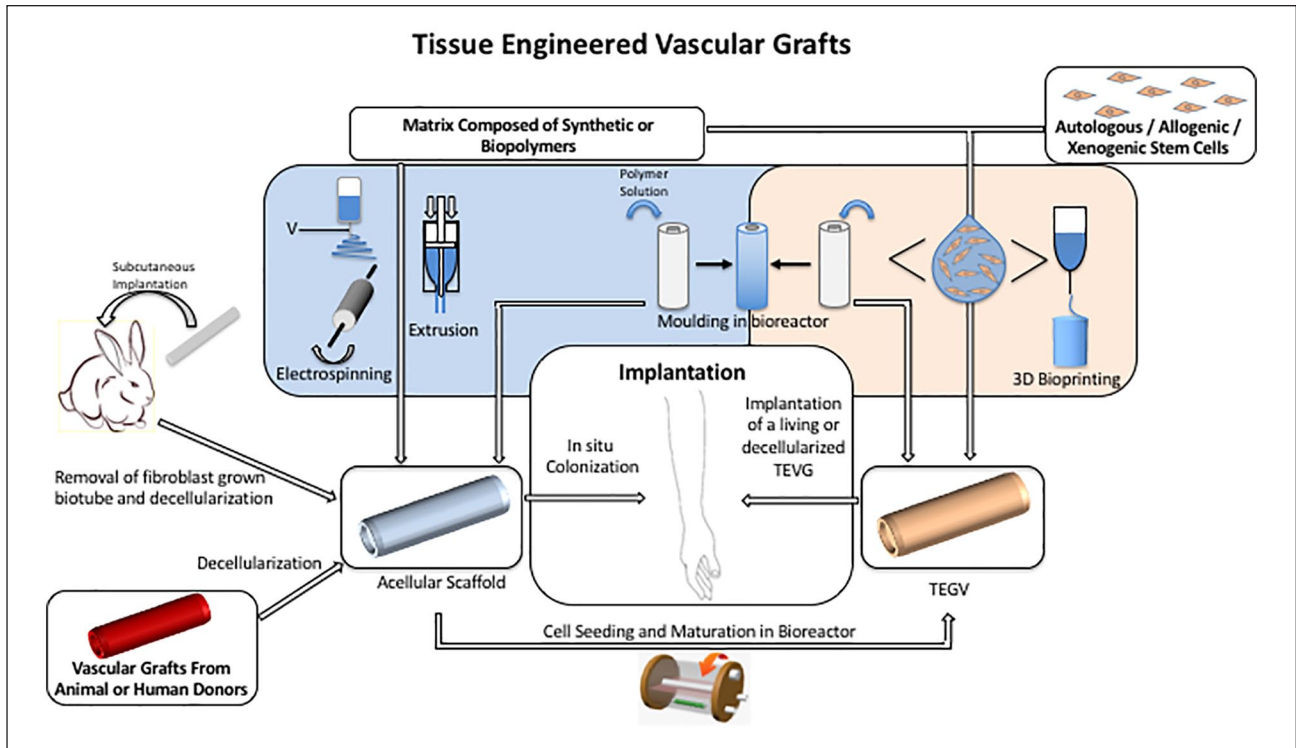 Tissue Engineered Vascular Grafts
Matrix Composed of Synthetic or
Biopolymers
Autologous / Allogenic /
Xenogenic Stem Cells
Polymer
Solution
V
Subcutaneous
Implantation
Extrusion
Electrospinning
Moulding in bioreactor
3D Bioprinting
Implantation
In situ
Colonization
Implantation
of a living or
decellularized
TEVG
Removal of fibroblast grown
biotube and decellularization
Decellularization
Acellular Scaffold
TEGV
Cell Seeding and Maturation in Bioreactor
Vascular Grafts From
Animal or Human Donors